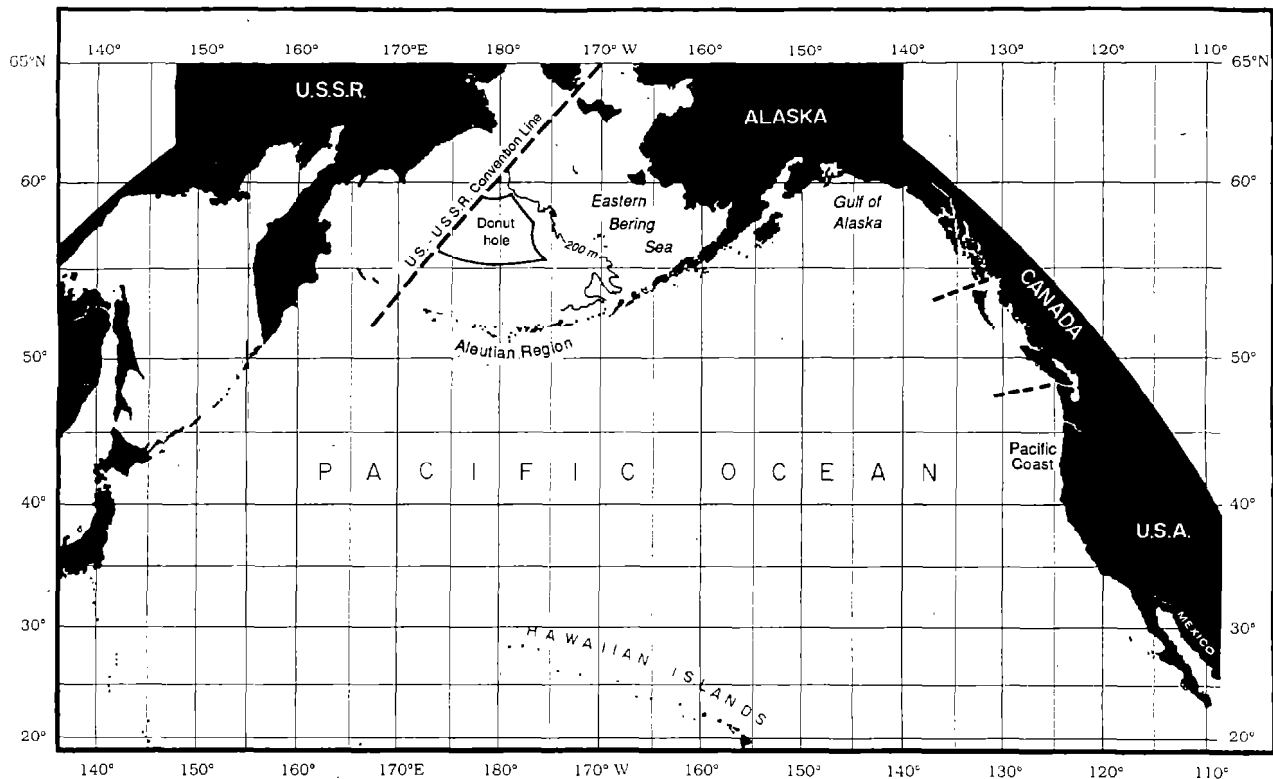 140° 150° 160° 170°E 180° 170°W 160° 150° 140° 130° 120° 110°
65°N 65°N
U.S.S.R.
ALASKA
U.S.-U.S.S.R. Convention Line
60° 60°
Eastern
Bering
Sea
Gulf of
Alaska
Donut
hole
200 m
CANADA
Aleutian Region
50° 50°
Pacific
Coast
PACIFIC OCEAN
40° 40°
U.S.A.
MEXICO
30° 30°
HAWAIIAN ISLANDS
20° 20°
140° 150° 160° 170°E 180° 170°W 160° 150° 140° 130° 120° 110°